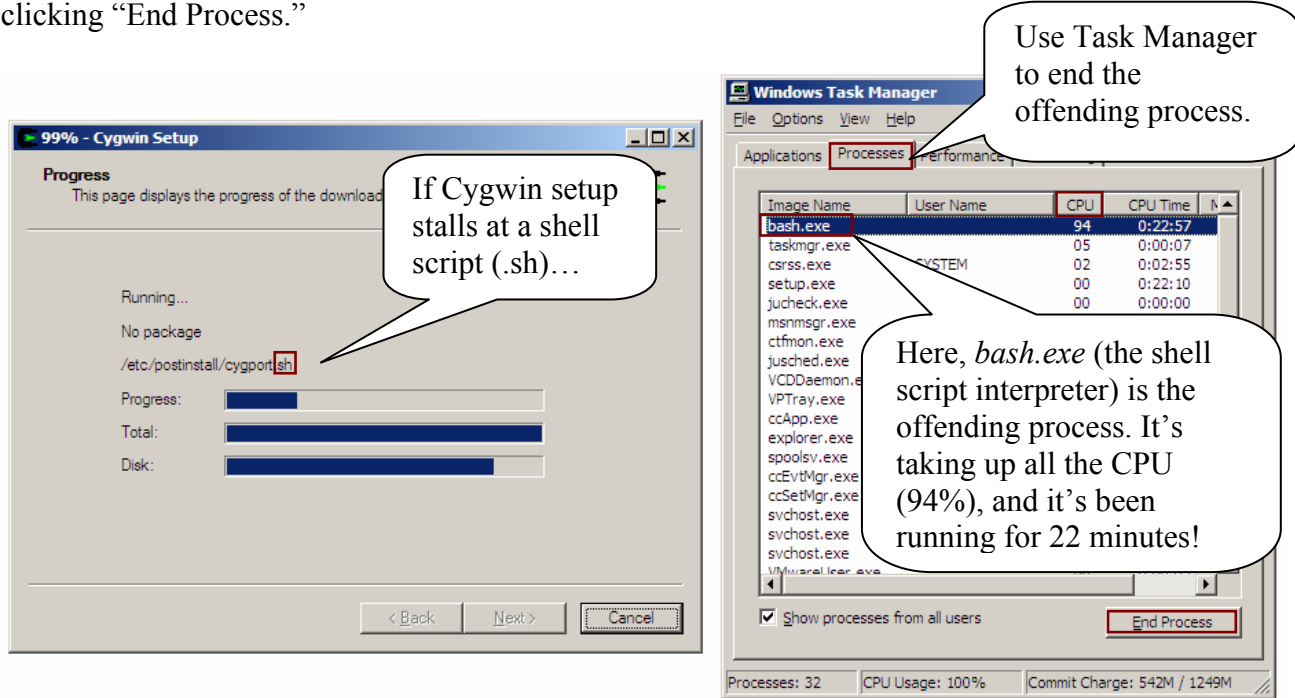 clicking “End Process.”
99% - Cygwin Setup
Progress
This page displays the progress of the download
If Cygwin setup
stalls at a shell
script (.sh)…
Running...
No package
/etc/postinstall/cygport.sh
Progress:
Total:
Disk:
< Back
Next >
Cancel
Use Task Manager
to end the
offending process.
Windows Task Manager
File Options View Help
Applications Processes Performance
Image Name User Name CPU CPU Time
bash.exe 94 0:22:57
taskmgr.exe 05 0:00:07
csrss.exe SYSTEM 02 0:02:55
setup.exe 00 0:22:10
jucheck.exe 00 0:00:00
msnmsgr.exe
ctfmon.exe
jusched.exe
VCDDaemon.e
VPTray.exe
ccApp.exe
explorer.exe
spoolsv.exe
ccEvtMgr.exe
ccSetMgr.exe
svchost.exe
svchost.exe
svchost.exe
VMwareUser.exe
Here, bash.exe (the shell
script interpreter) is the
offending process. It’s
taking up all the CPU
(94%), and it’s been
running for 22 minutes!
Show processes from all users
End Process
Processes: 32 CPU Usage: 100% Commit Charge: 542M / 1249M